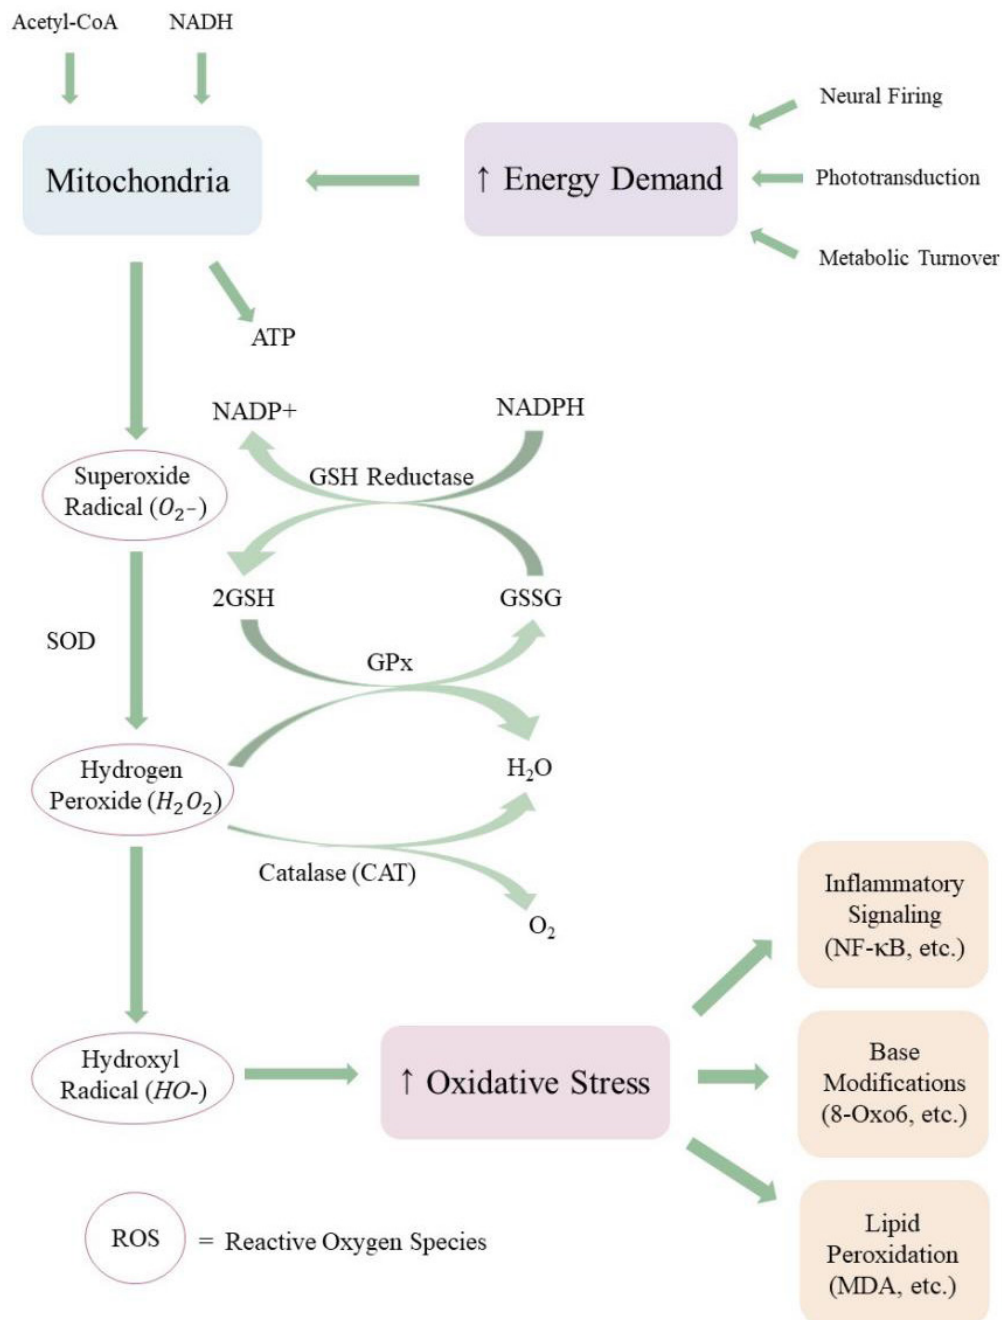 Acetyl-CoA
NADH
Neural Firing
Mitochondria
↑ Energy Demand
Phototransduction
Metabolic Turnover
ATP
NADP+
NADPH
GSH Reductase
Superoxide
Radical (O₂-)
2GSH
GSSG
SOD
GPx
Hydrogen
Peroxide (H₂O₂)
H₂O
Catalase (CAT)
O₂
Inflammatory
Signaling
(NF-κB, etc.)
Hydroxyl
Radical (HO-)
↑ Oxidative Stress
Base
Modifications
(8-Oxo6, etc.)
Lipid
Peroxidation
(MDA, etc.)
ROS = Reactive Oxygen Species